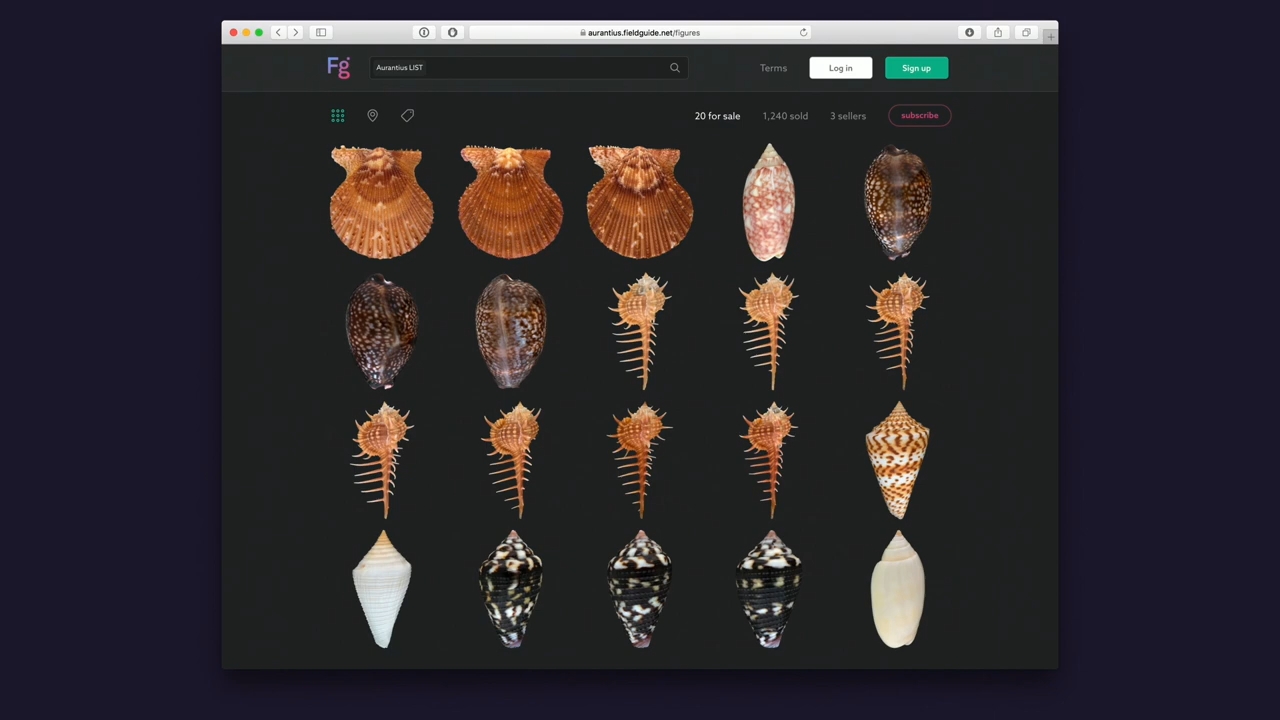 aurantius.fieldguide.net/figures
Fg
Aurantius LIST
Terms
Log in
Sign up
20 for sale
1,240 sold
3 sellers
subscribe